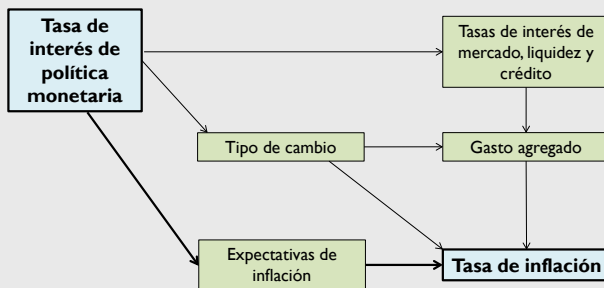 Tasa de
interés de
política
monetaria
Tasas de interés de
mercado, liquidez y
crédito
Tipo de cambio
Gasto agregado
Expectativas de
inflación
Tasa de inflación